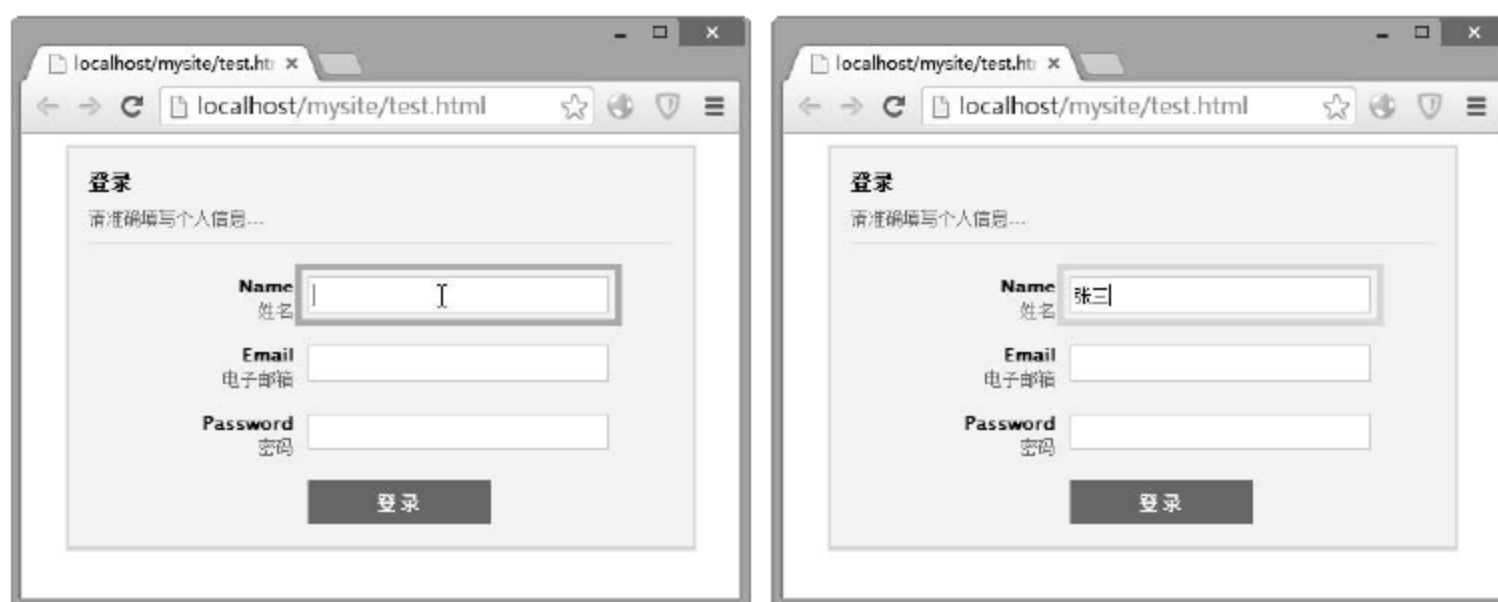 localhost/mysite/test.ht
localhost/mysite/test.html
登录
请准确填写个人信息...
Name
姓名
Email
电子邮箱
Password
密码
登录
localhost/mysite/test.ht
localhost/mysite/test.html
登录
请准确填写个人信息...
Name
姓名
张三
Email
电子邮箱
Password
密码
登录